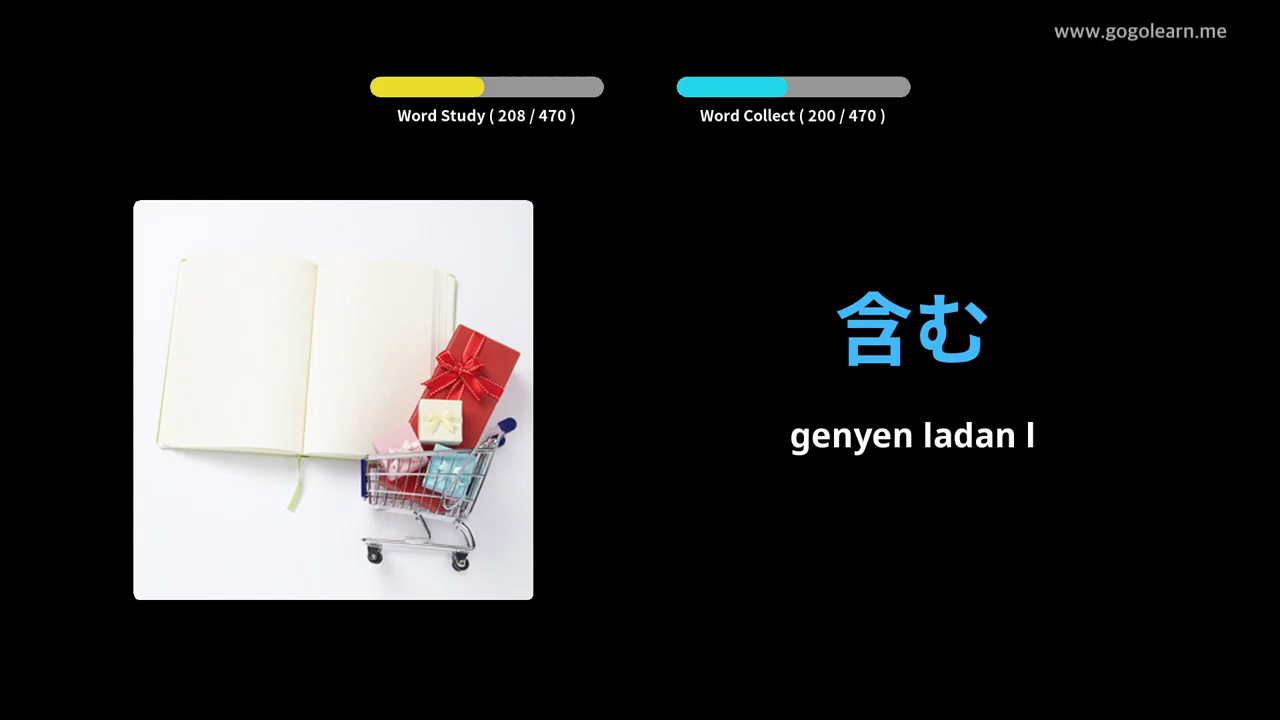 www.gogolearn.me
Word Study ( 208 / 470 )
Word Collect ( 200 / 470 )
含む
genyen ladan l